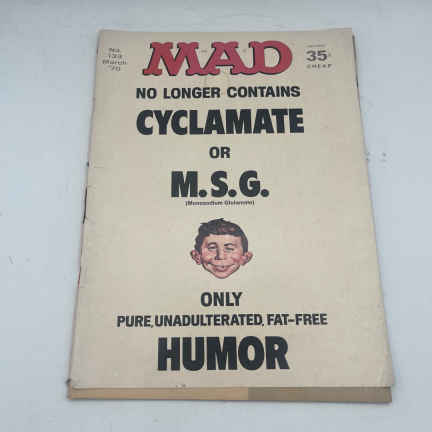 No.
133
March
'70
MAD
35¢
CHEAP
NO LONGER CONTAINS
CYCLAMATE
OR
M.S.G.
(Monosodium Glutamate)
ONLY
PURE, UNADULTERATED, FAT-FREE
HUMOR